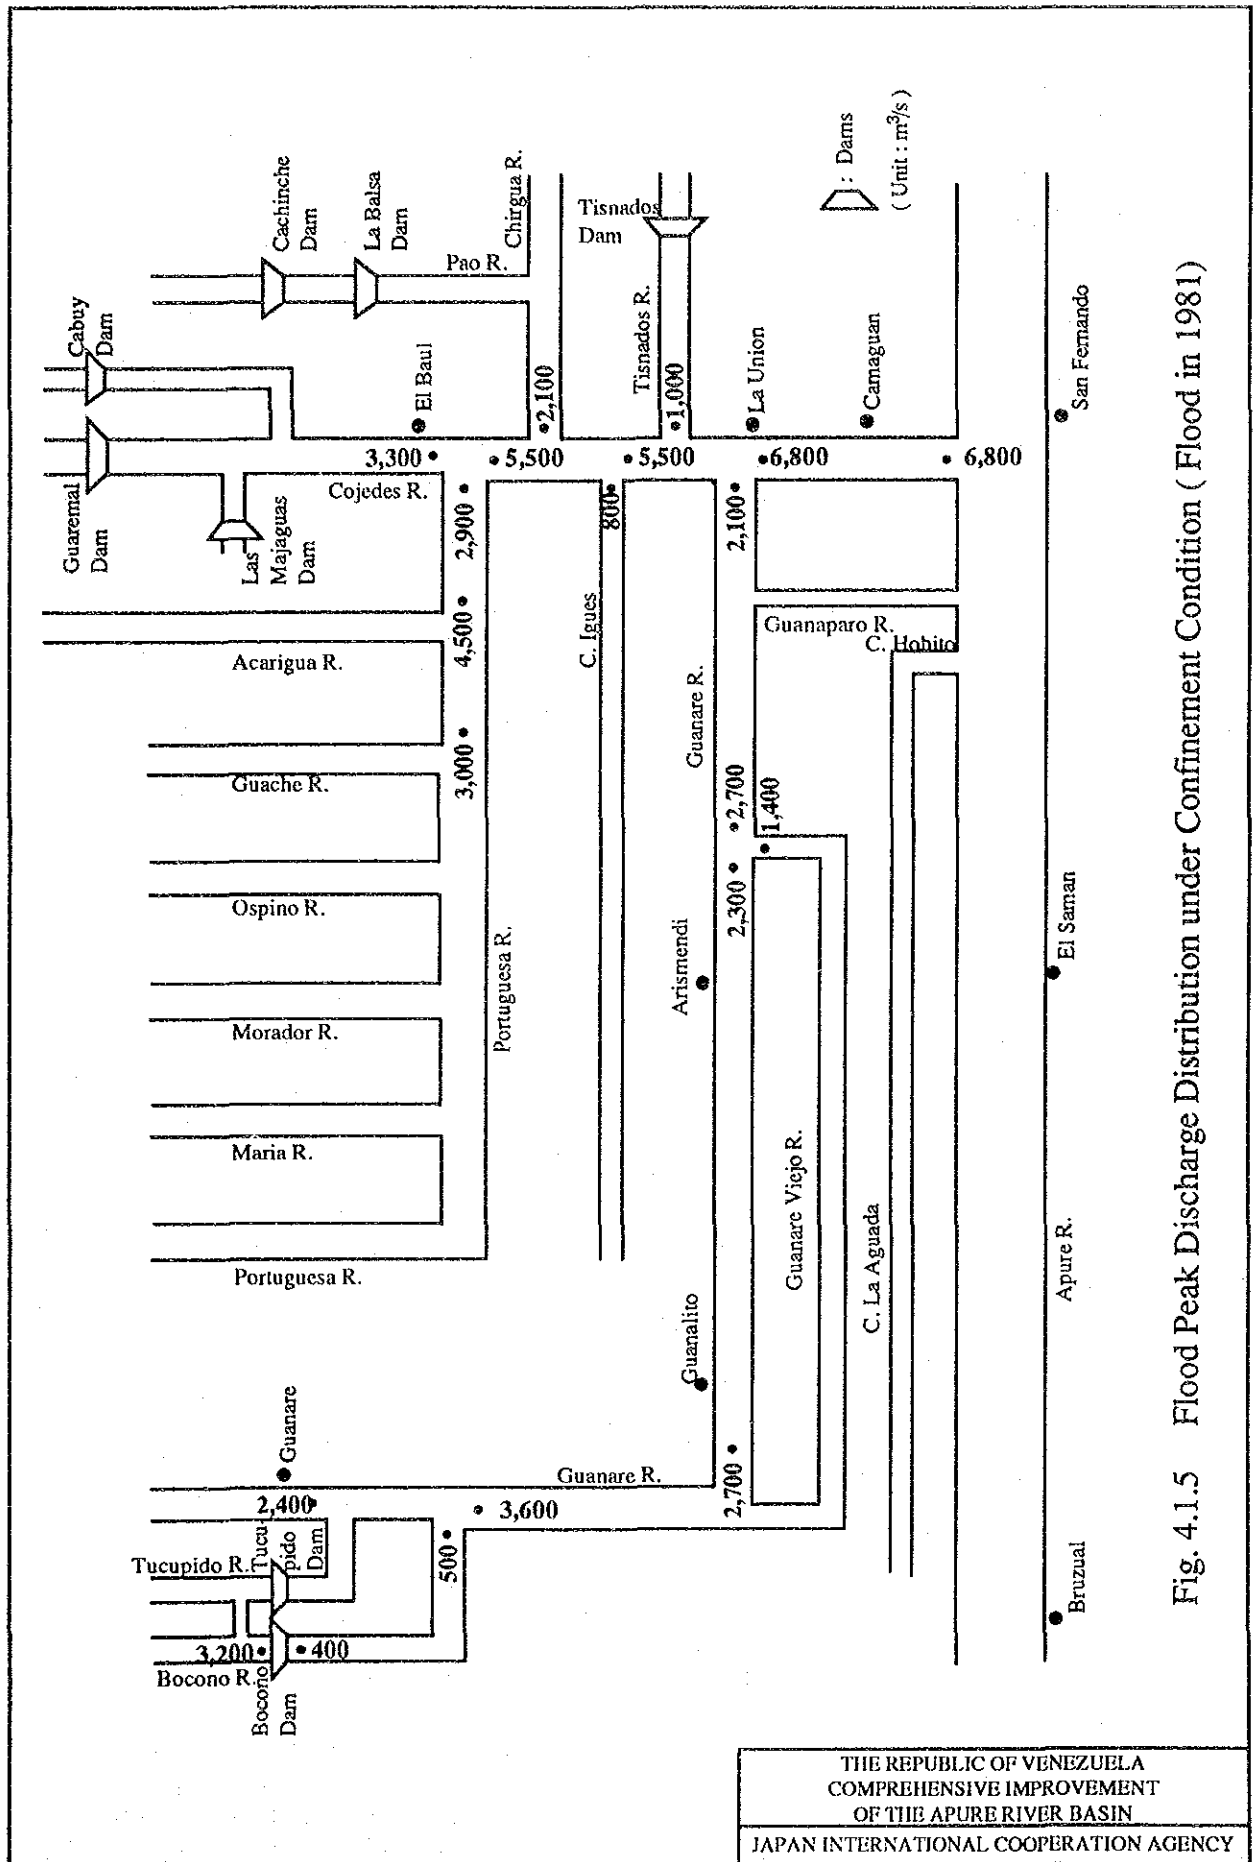 Cabuy
Dam
Cachinche
Dam
La Balsa
Dam
Pao R.
Chirgua R.
Guaremal
Dam
Las
Majaguas
Dam
Cojedes R.
El Baul
3,300
5,500
2,100
Tisnados
Dam
Tisnados R.
1,000
5,500
: Dams
( Unit : m³/s )
La Union
Camaguan
6,800
6,800
San Fernando
2,900
4,500
3,000
800
C. Igues
2,100
Acarigua R.
Guache R.
Ospino R.
Morador R.
Maria R.
Portuguesa R.
Portuguesa R.
Guanare R.
Guanaparo R.
C. Hohito
2,700
1,400
2,300
Arismendi
El Saman
Guanare Viejo R.
C. La Aguada
Apure R.
Guanalito
Guanare
Guanare R.
2,400
3,600
2,700
500
Tucupido R.
Tucu-
pido
Dam
3,200
400
Bocono R.
Bocono
Dam
Bruzual
Fig. 4.1.5 Flood Peak Discharge Distribution under Confinement Condition ( Flood in 1981)
THE REPUBLIC OF VENEZUELA
COMPREHENSIVE IMPROVEMENT
OF THE APURE RIVER BASIN
JAPAN INTERNATIONAL COOPERATION AGENCY